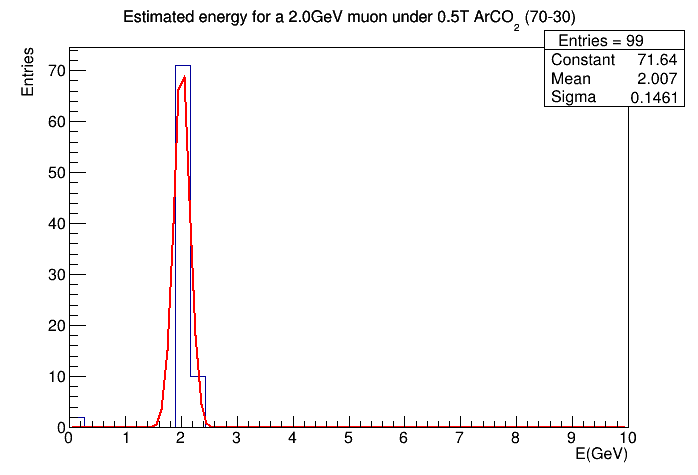 Estimated energy for a 2.0GeV muon under 0.5T ArCO2 (70-30)
Entries = 99
Constant 71.64
Mean 2.007
Sigma 0.1461
Entries
70
60
50
40
30
20
10
0
0 1 2 3 4 5 6 7 8 9 10
E(GeV)